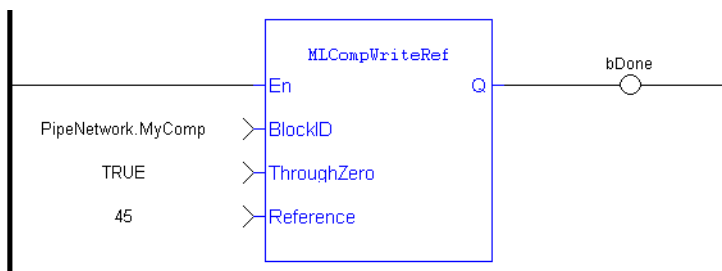 MLCompWriteRef
bDone
En Q
PipeNetwork.MyComp BlockID
TRUE ThroughZero
45 Reference